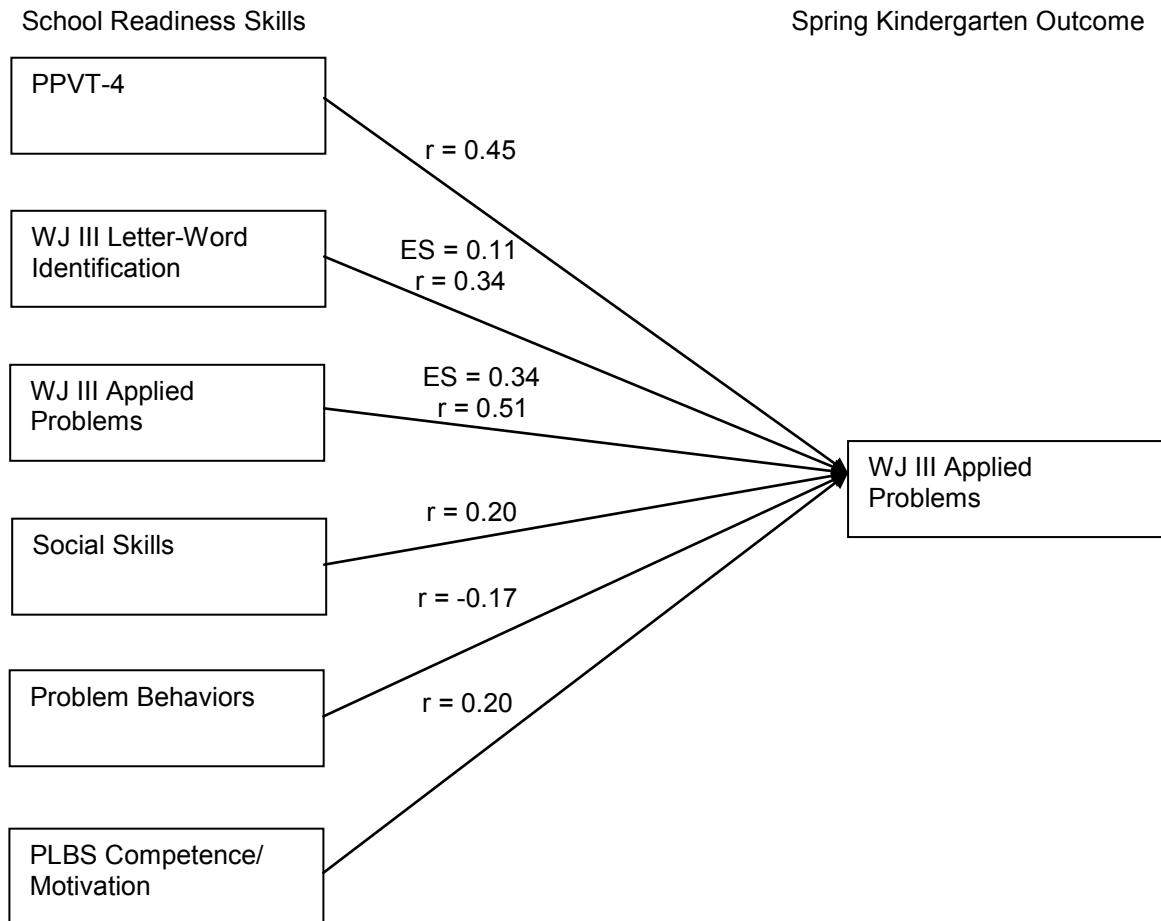 School Readiness Skills
Spring Kindergarten Outcome
PPVT-4
r = 0.45
WJ III Letter-Word
Identification
ES = 0.11
r = 0.34
WJ III Applied
Problems
ES = 0.34
r = 0.51
WJ III Applied
Problems
Social Skills
r = 0.20
r = -0.17
Problem Behaviors
r = 0.20
PLBS Competence/
Motivation